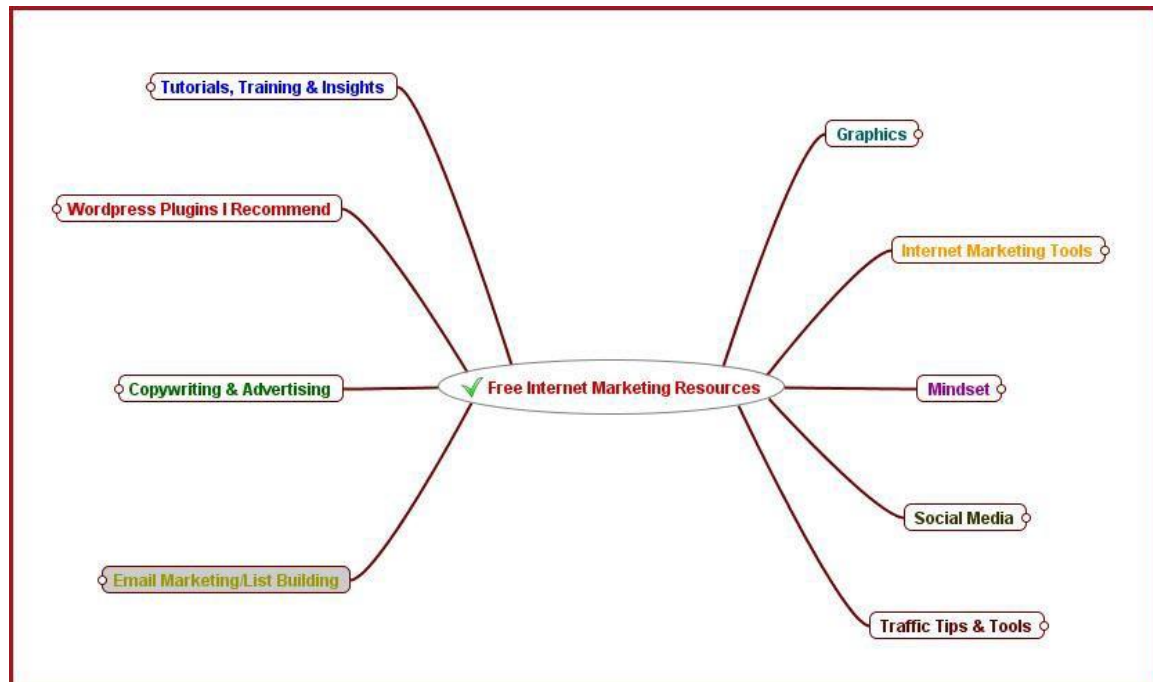 Tutorials, Training & Insights
Graphics
Wordpress Plugins I Recommend
Internet Marketing Tools
Free Internet Marketing Resources
Copywriting & Advertising
Mindset
Social Media
Email Marketing/List Building
Traffic Tips & Tools